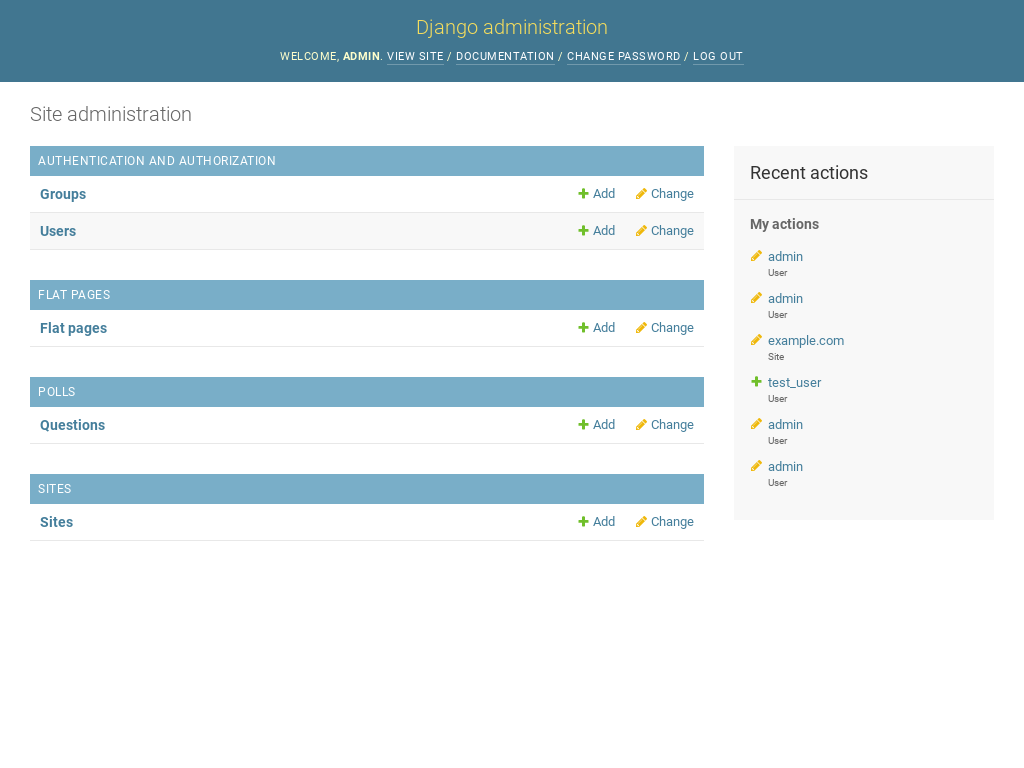 Django administration
WELCOME, ADMIN. VIEW SITE / DOCUMENTATION / CHANGE PASSWORD / LOG OUT
Site administration
AUTHENTICATION AND AUTHORIZATION
Groups Add Change
Users Add Change
FLAT PAGES
Flat pages Add Change
POLLS
Questions Add Change
SITES
Sites Add Change
Recent actions
My actions
admin
User
admin
User
example.com
Site
test_user
User
admin
User
admin
User